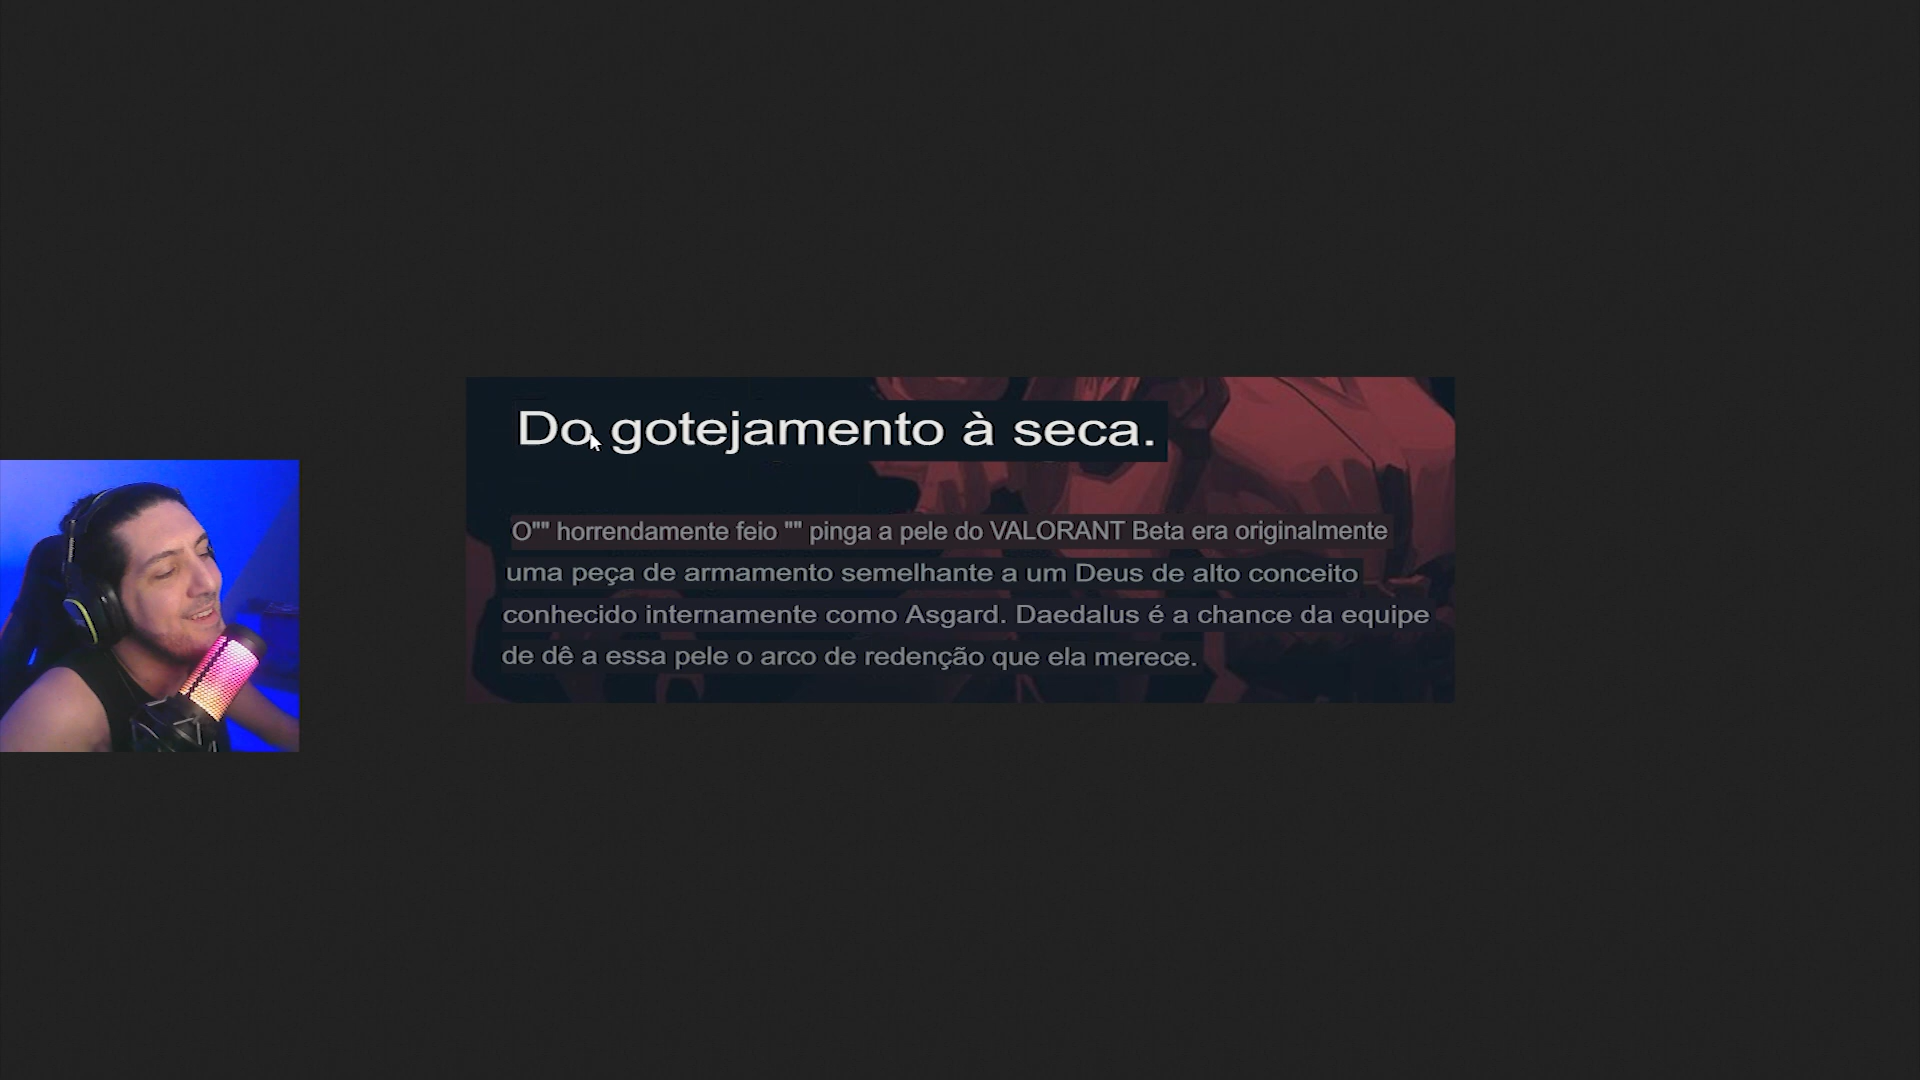 Do gotejamento à seca.
O"" horrendamente feio "" pinga a pele do VALORANT Beta era originalmente
uma peça de armamento semelhante a um Deus de alto conceito
conhecido internamente como Asgard. Daedalus é a chance da equipe
de dê a essa pele o arco de redenção que ela merece.